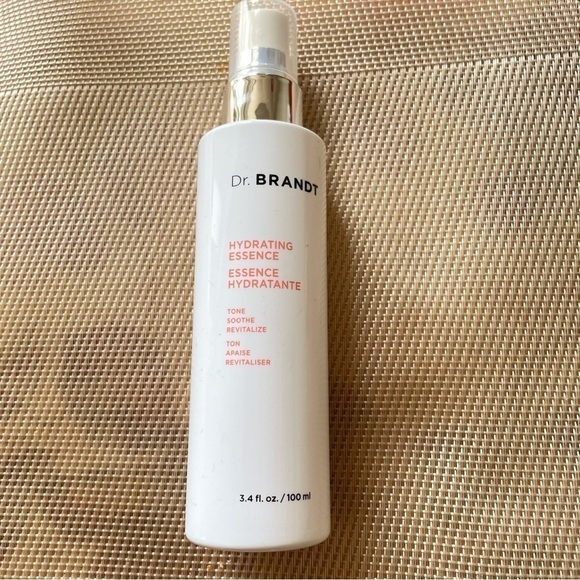 Dr. BRANDT
HYDRATING
ESSENCE
ESSENCE
HYDRATANTE
TONE
SOOTHE
REVITALIZE
TON
APAISE
REVITALISER
3.4 fl. oz. / 100 ml